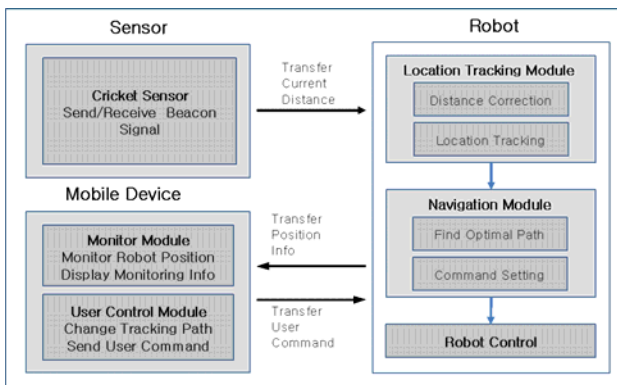 Sensor
Cricket Sensor
Send/Receive Beacon
Signal
Transfer
Current
Distance
Robot
Location Tracking Module
Distance Correction
Location Tracking
Navigation Module
Find Optimal Path
Command Setting
Robot Control
Mobile Device
Monitor Module
Monitor Robot Position
Display Monitoring Info
User Control Module
Change Tracking Path
Send User Command
Transfer
Position
Info
Transfer
User
Command